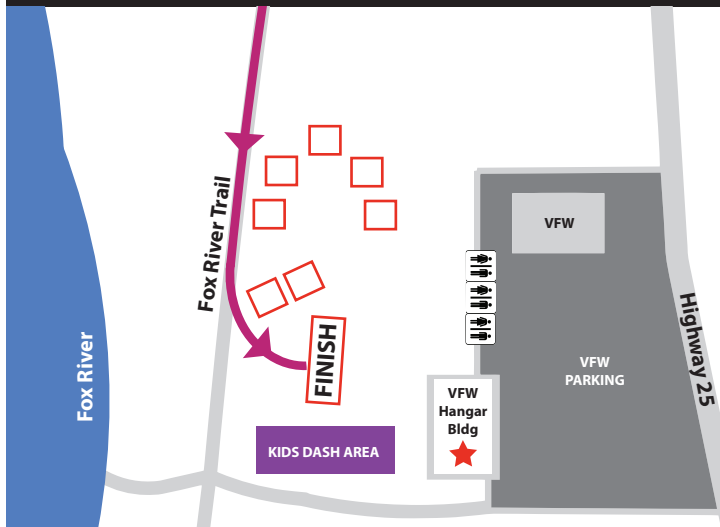 Fox River Trail
VFW
FINISH
VFW
PARKING
Highway 25
Fox River
VFW
Hangar
Bldg
KIDS DASH AREA